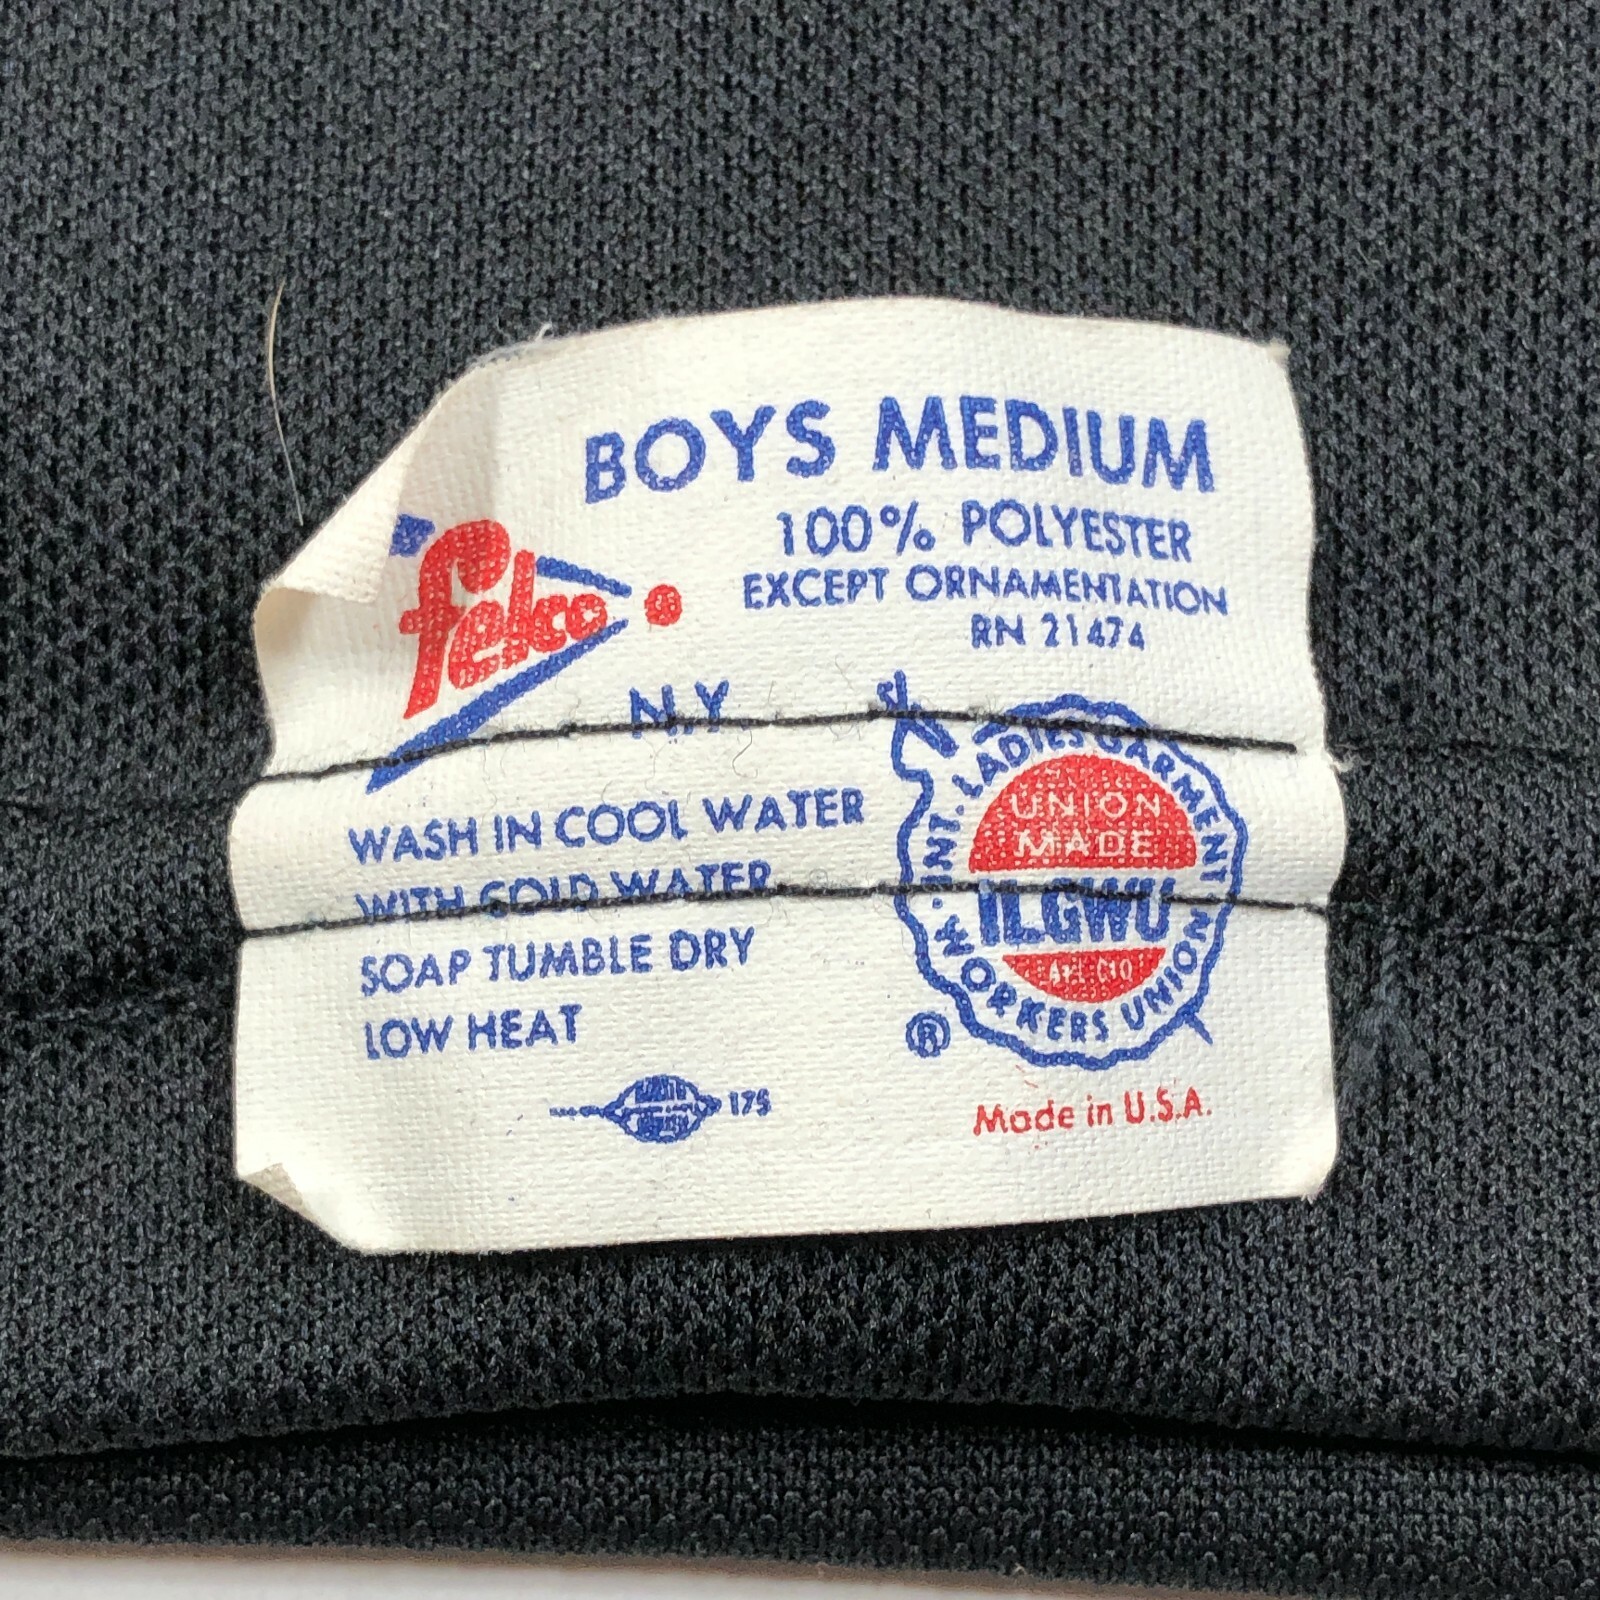 BOYS MEDIUM
100% POLYESTER
EXCEPT ORNAMENTATION
RN 21474
felco ®
N.Y.
WASH IN COOL WATER
WITH COLD WATER
SOAP TUMBLE DRY
LOW HEAT
175
INT. LADIES GARMENT WORKERS UNION
UNION
MADE
ILGWU
AFL CIO
®
Made in U.S.A.